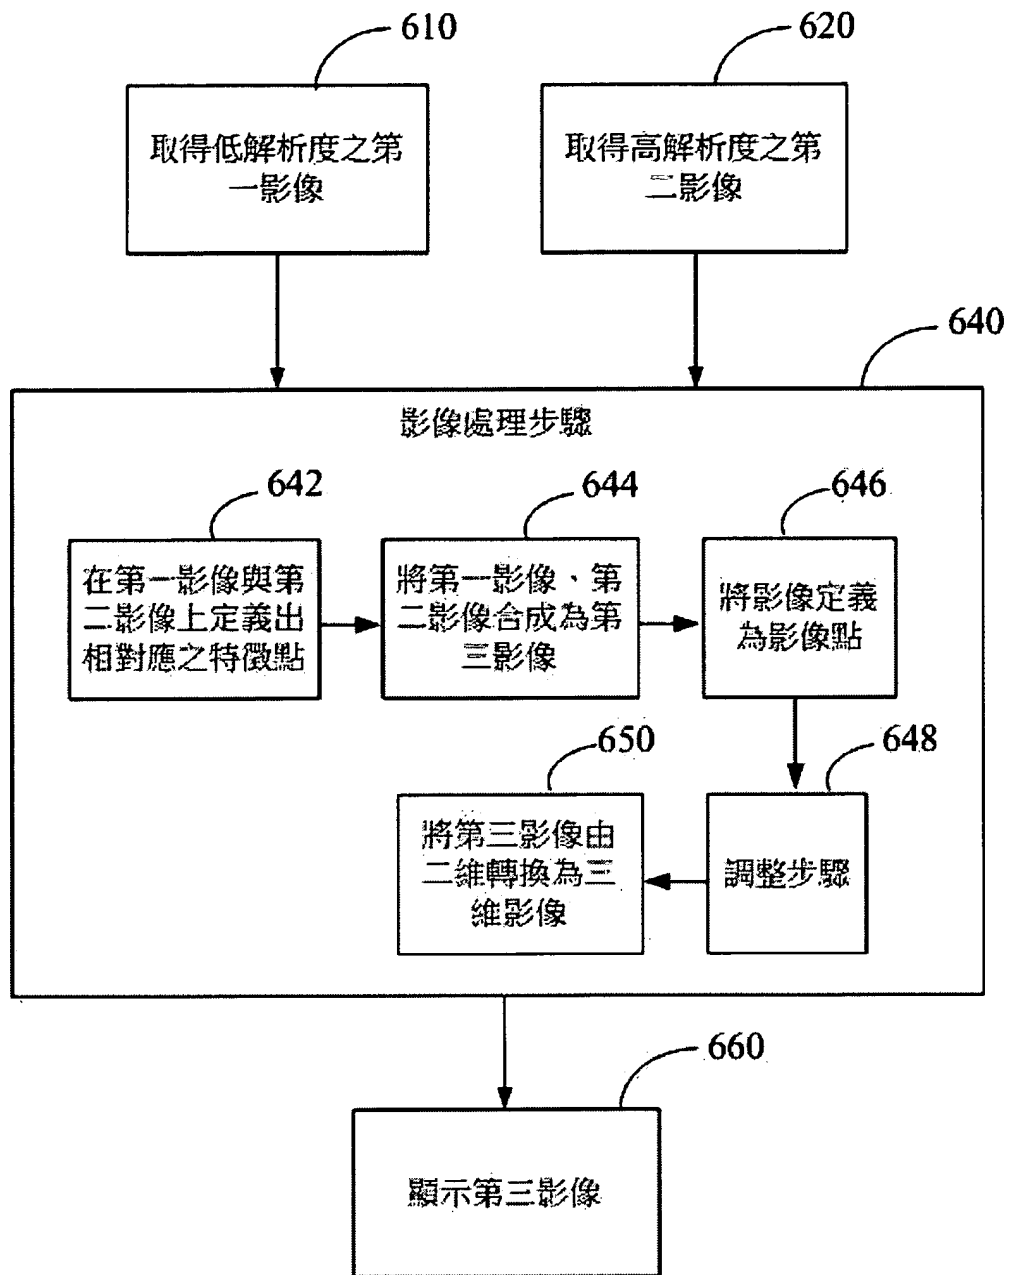 610
620
取得低解析度之第
一影像
取得高解析度之第
二影像
640
影像處理步驟
642
644
646
在第一影像與第
二影像上定義出
相對應之特徵點
將第一影像、第
二影像合成為第
三影像
將影像定義
為影像點
650
648
將第三影像由
二維轉換為三
維影像
調整步驟
660
顯示第三影像